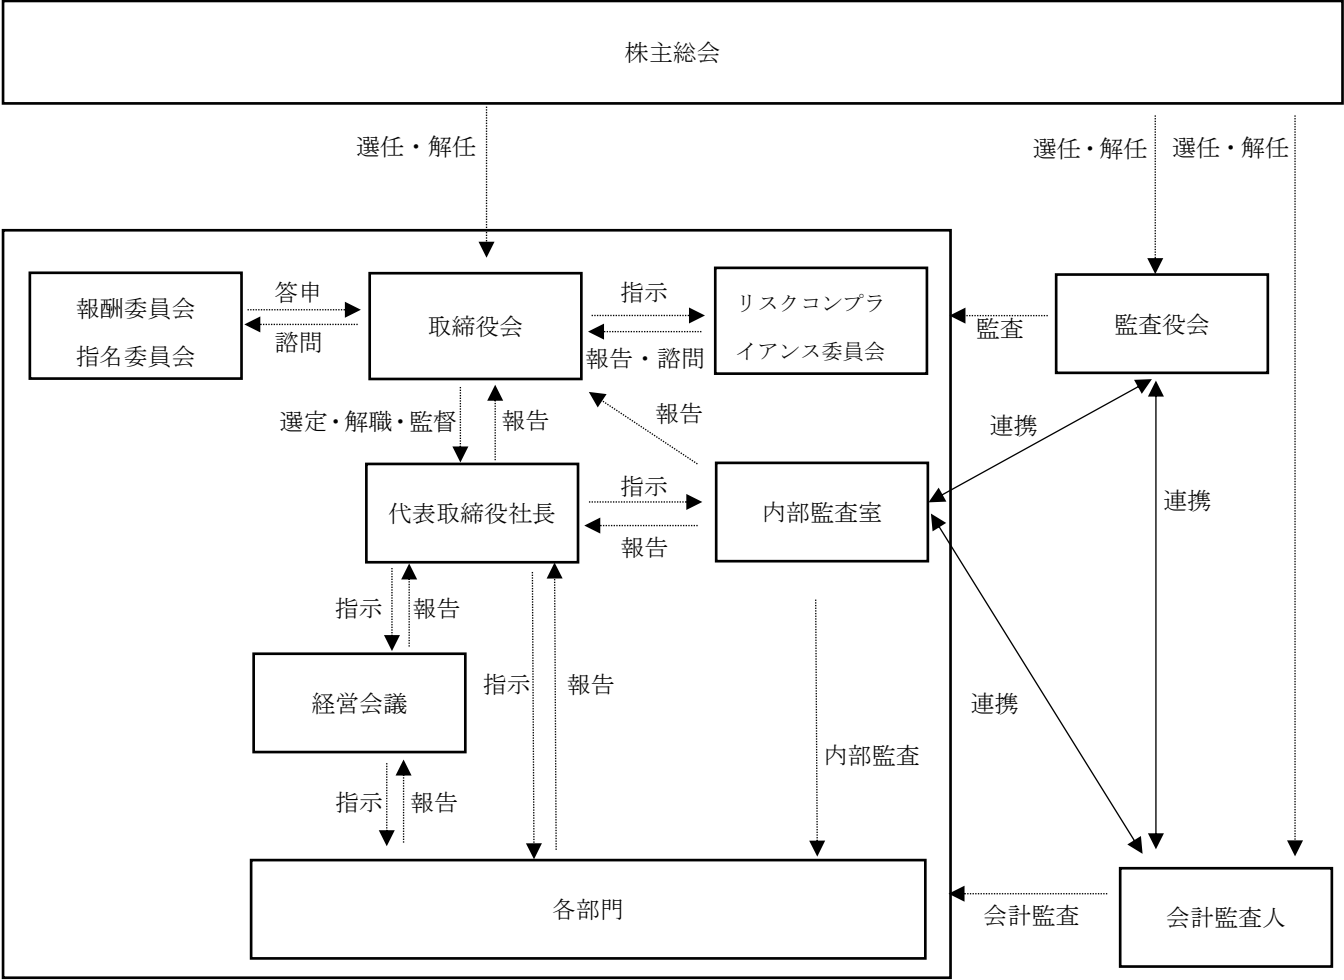 株主総会
選任・解任
選任・解任
選任・解任
報酬委員会
指名委員会
答申
諮問
取締役会
指示
報告・諮問
リスクコンプラ
イアンス委員会
監査
監査役会
選定・解職・監督
報告
報告
連携
代表取締役社長
指示
報告
内部監査室
連携
指示
報告
経営会議
指示
報告
連携
内部監査
指示
報告
各部門
会計監査
会計監査人